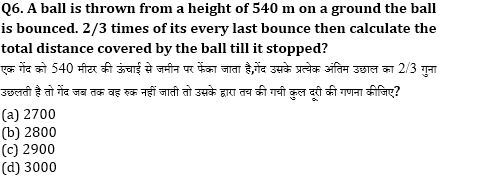 Q6. A ball is thrown from a height of 540 m on a ground the ball
is bounced. 2/3 times of its every last bounce then calculate the
total distance covered by the ball till it stopped?
एक गेंद को 540 मीटर की ऊंचाई से जमीन पर फेंका जाता है,गेंद उसके प्रत्येक अंतिम उछाल का 2/3 गुना
उछलती है तो गेंद जब तक वह रुक नहीं जाती तो उसके द्वारा तय की गयी कुल दूरी की गणना कीजिए?
(a) 2700
(b) 2800
(c) 2900
(d) 3000